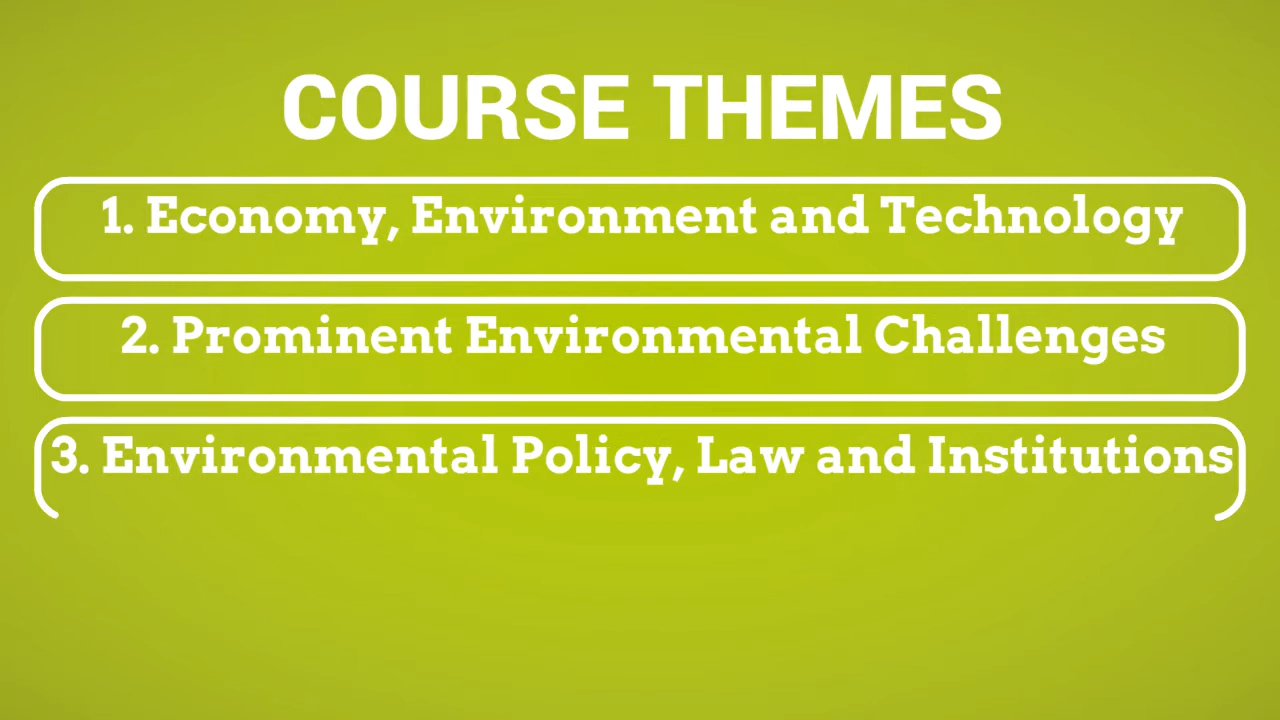 COURSE THEMES
1. Economy, Environment and Technology
2. Prominent Environmental Challenges
3. Environmental Policy, Law and Institutions